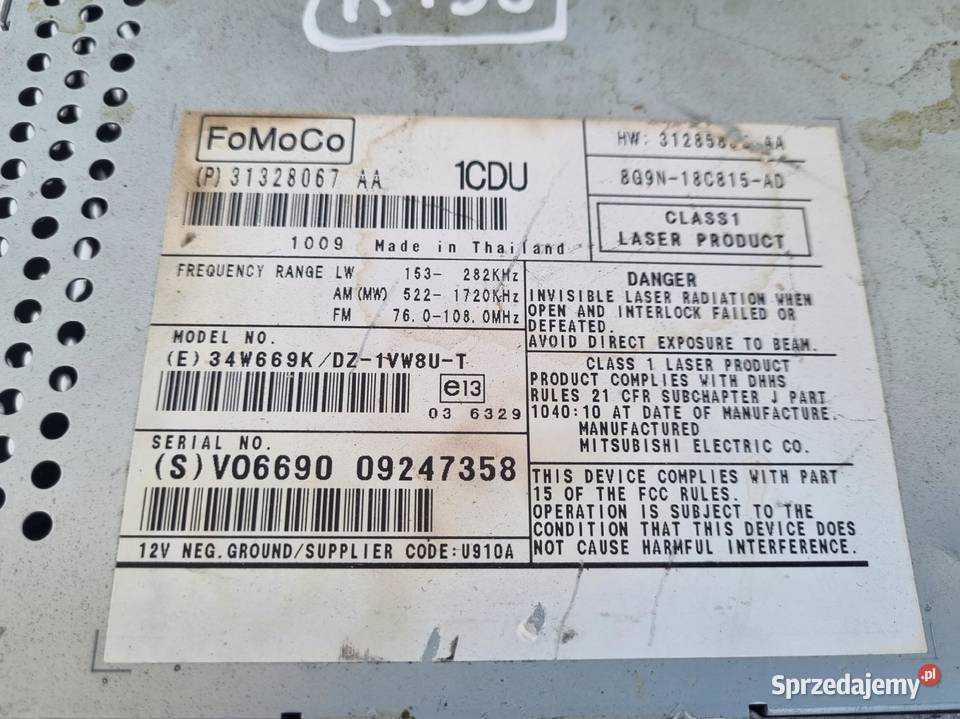 FoMoCo
(P) 31328067 AA 1CDU
1009 Made in Thailand
HW: AA
8G9N-18C815-AD
CLASS1
LASER PRODUCT
FREQUENCY RANGE LW 153- 282KHz
AM(MW) 522- 1720KHz
FM 76.0-108.0MHz
MODEL NO.
(E) 34W669K/DZ-1VW8U-T
e13
03 6329
SERIAL NO.
(S) VO6690 09247358
12V NEG.GROUND/SUPPLIER CODE:U910A
DANGER
INVISIBLE LASER RADIATION WHEN
OPEN AND INTERLOCK FAILED OR
DEFEATED.
AVOID DIRECT EXPOSURE TO BEAM.
CLASS 1 LASER PRODUCT
PRODUCT COMPLIES WITH DHHS
RULES 21 CFR SUBCHAPTER J PART
1040:10 AT DATE OF MANUFACTURE.
MANUFACTURED
MITSUBISHI ELECTRIC CO.
THIS DEVICE COMPLIES WITH PART
15 OF THE FCC RULES.
OPERATION IS SUBJECT TO THE
CONDITION THAT THIS DEVICE DOES
NOT CAUSE HARMFUL INTERFERENCE.
Sprzedajemy.pl